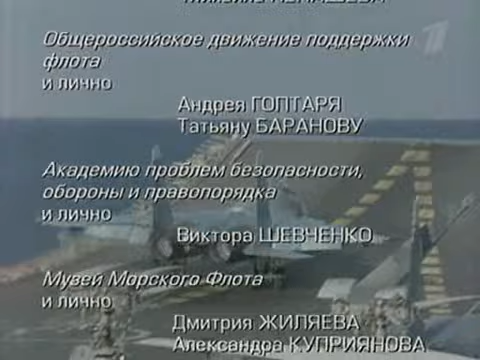 Общероссийское движение поддержки
флота
и лично
Андрея ГОПТАРЯ
Татьяну БАРАНОВУ
Академию проблем безопасности,
обороны и правопорядка
и лично
Виктора ШЕВЧЕНКО
Музей Морского Флота
и лично
Дмитрия ЖИЛЯЕВА
Александра КУПРИЯНОВА